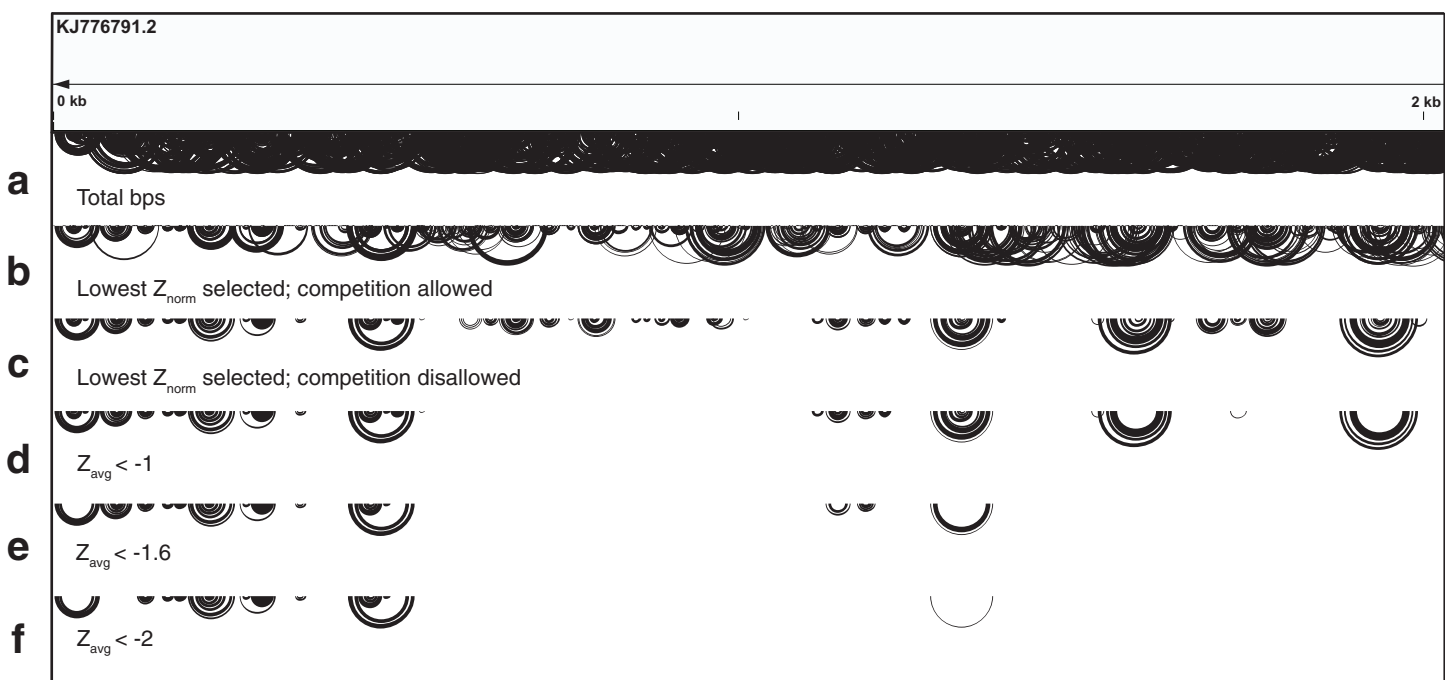 KJ776791.2
0 kb 2 kb
a
Total bps
b
Lowest Znorm selected; competition allowed
c
Lowest Znorm selected; competition disallowed
d
Zavg < -1
e
Zavg < -1.6
f
Zavg < -2